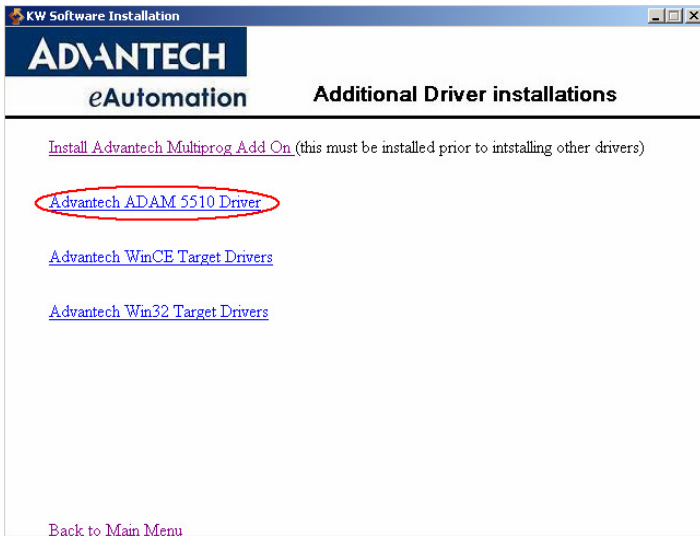 KW Software Installation
ADVANTECH
eAutomation
Additional Driver installations
Install Advantech Multiprog Add On (this must be installed prior to intstalling other drivers)
Advantech ADAM 5510 Driver
Advantech WinCE Target Drivers
Advantech Win32 Target Drivers
Back to Main Menu